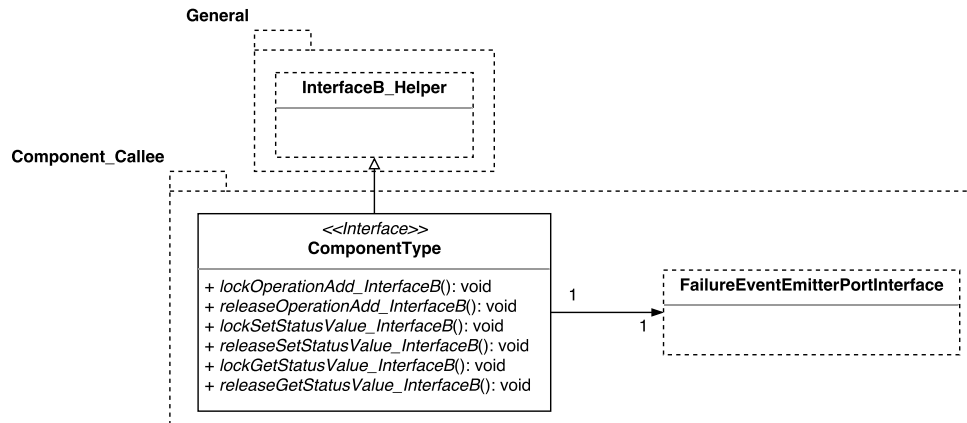 General
InterfaceB_Helper
Component_Callee
<<Interface>>
ComponentType
+ lockOperationAdd_InterfaceB(): void
+ releaseOperationAdd_InterfaceB(): void
+ lockSetStatusValue_InterfaceB(): void
+ releaseSetStatusValue_InterfaceB(): void
+ lockGetStatusValue_InterfaceB(): void
+ releaseGetStatusValue_InterfaceB(): void
1
1
FailureEventEmitterPortInterface